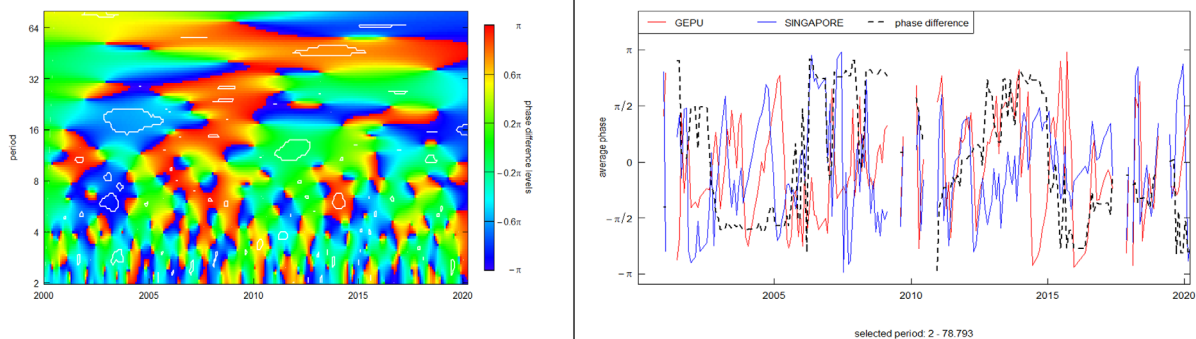 64
32
16
8
4
2
period
2000
2005
2010
2015
2020
π
0.6π
0.2π
−0.2π
−0.6π
−π
phase difference levels
GEPU
SINGAPORE
phase difference
π
π/2
0
−π/2
−π
average phase
2005
2010
2015
2020
selected period: 2 - 78.793